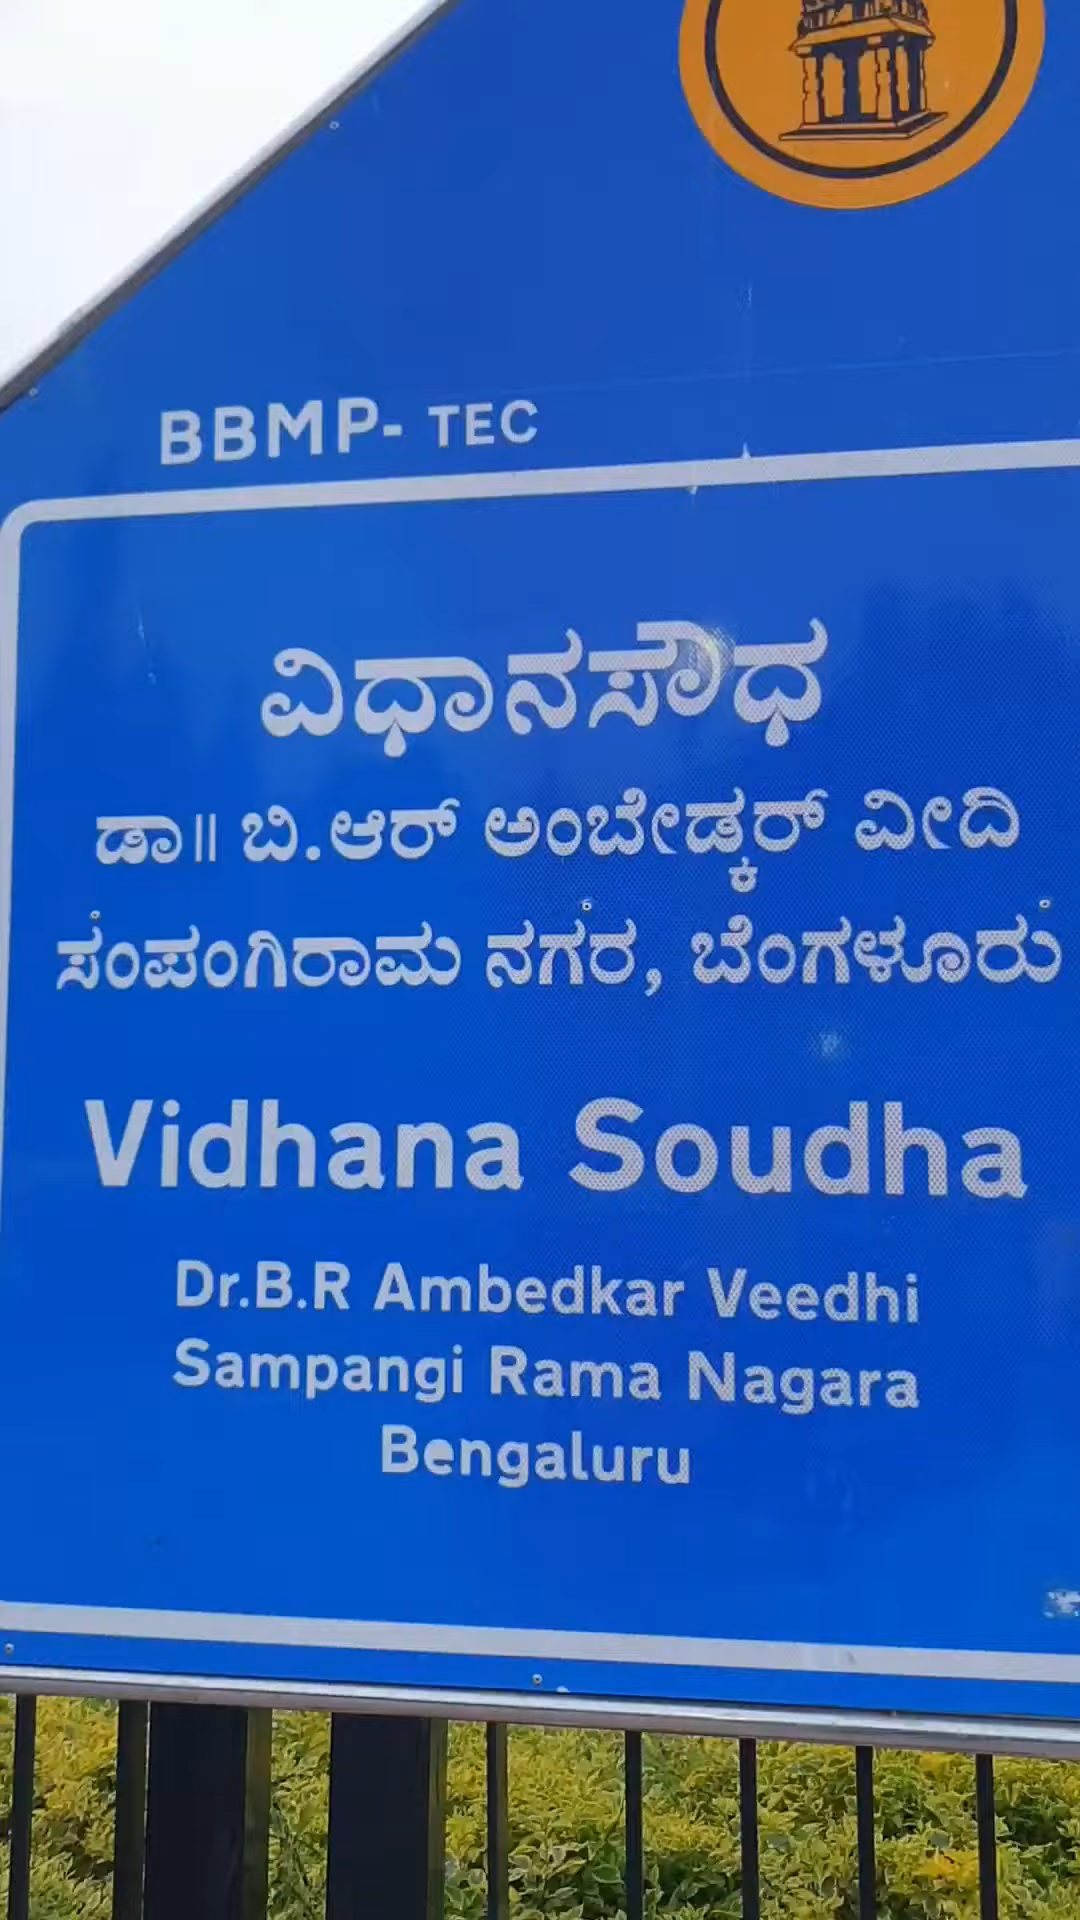 BBMP- TEC
ವಿಧಾನಸೌಧ
ಡಾ॥ ಬಿ.ಆರ್ ಅಂಬೇಡ್ಕರ್ ವೀದಿ
ಸಂಪಂಗಿರಾಮ ನಗರ, ಬೆಂಗಳೂರು
Vidhana Soudha
Dr.B.R Ambedkar Veedhi
Sampangi Rama Nagara
Bengaluru